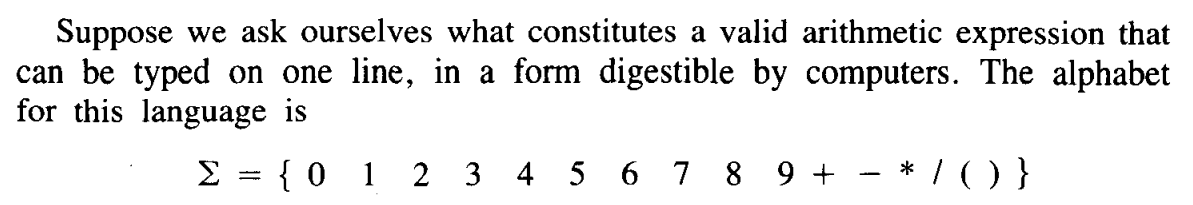 Suppose we ask ourselves what constitutes a valid arithmetic expression that
can be typed on one line, in a form digestible by computers. The alphabet
for this language is
Σ = { 0 1 2 3 4 5 6 7 8 9 + − * / ( ) }